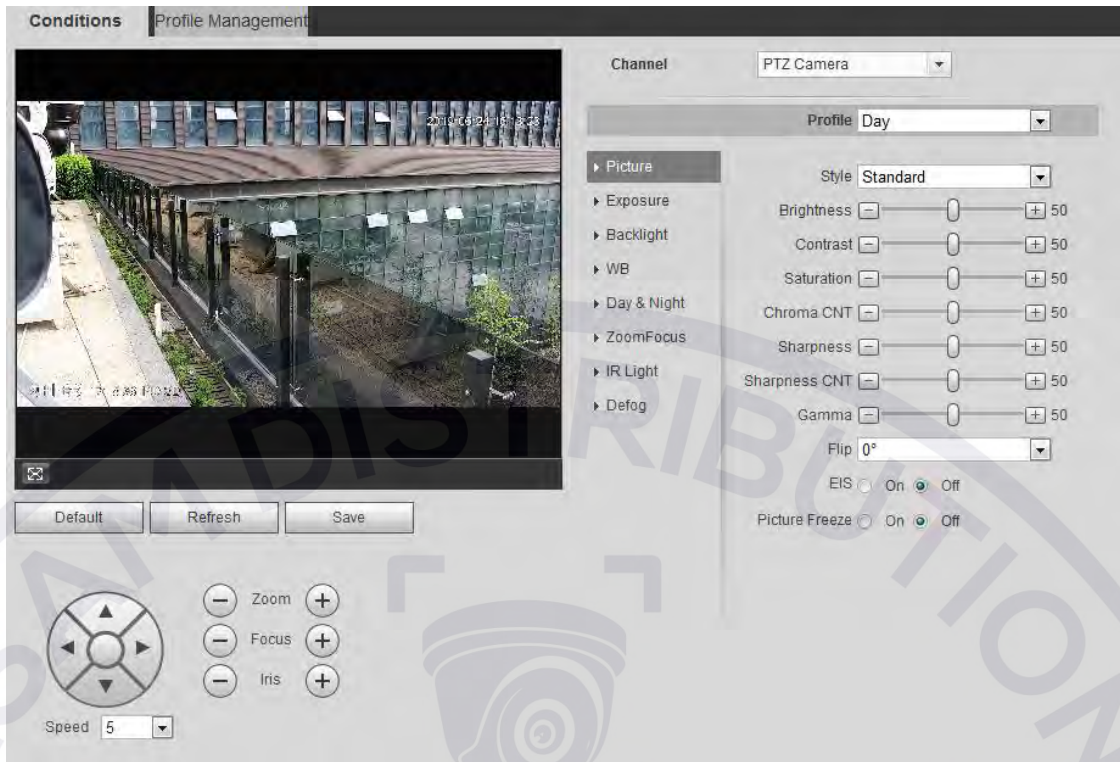 Conditions
Profile Management
Channel PTZ Camera
Profile Day
Picture
Exposure
Backlight
WB
Day & Night
ZoomFocus
IR Light
Defog
Style Standard
Brightness 50
Contrast 50
Saturation 50
Chroma CNT 50
Sharpness 50
Sharpness CNT 50
Gamma 50
Flip 0°
EIS On Off
Picture Freeze On Off
Default Refresh Save
Zoom
Focus
Iris
Speed 5
DISTRIBUTION